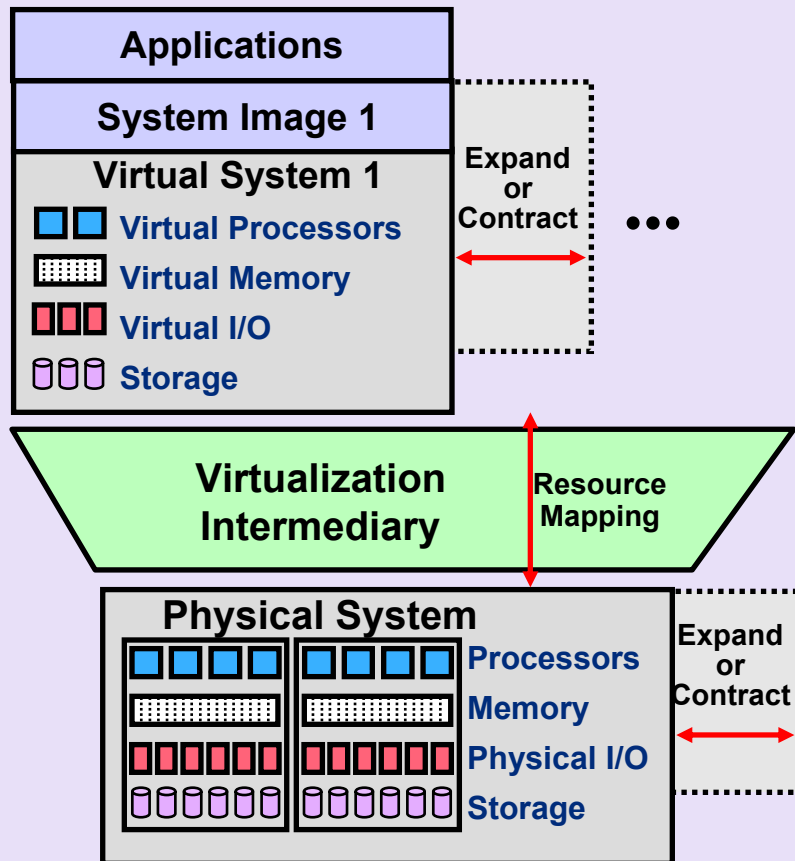 Applications
System Image 1
Virtual System 1
Virtual Processors
Virtual Memory
Virtual I/O
Storage
Expand
or
Contract
•••
Virtualization
Intermediary
Resource
Mapping
Physical System
Processors
Memory
Physical I/O
Storage
Expand
or
Contract